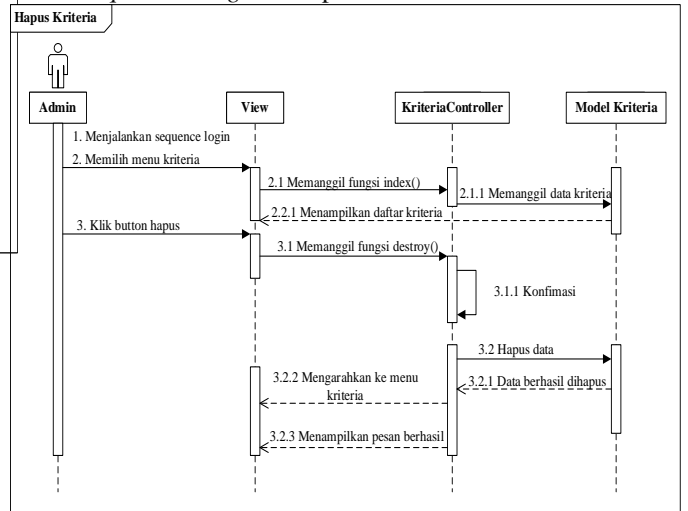 Hapus Kriteria
Admin
View
KriteriaController
Model Kriteria
1. Menjalankan sequence login
2. Memilih menu kriteria
2.1 Memanggil fungsi index()
2.1.1 Memanggil data kriteria
2.2.1 Menampilkan daftar kriteria
3. Klik button hapus
3.1 Memanggil fungsi destroy()
3.1.1 Konfimasi
3.2 Hapus data
3.2.1 Data berhasil dihapus
3.2.2 Mengarahkan ke menu
kriteria
3.2.3 Menampilkan pesan berhasil